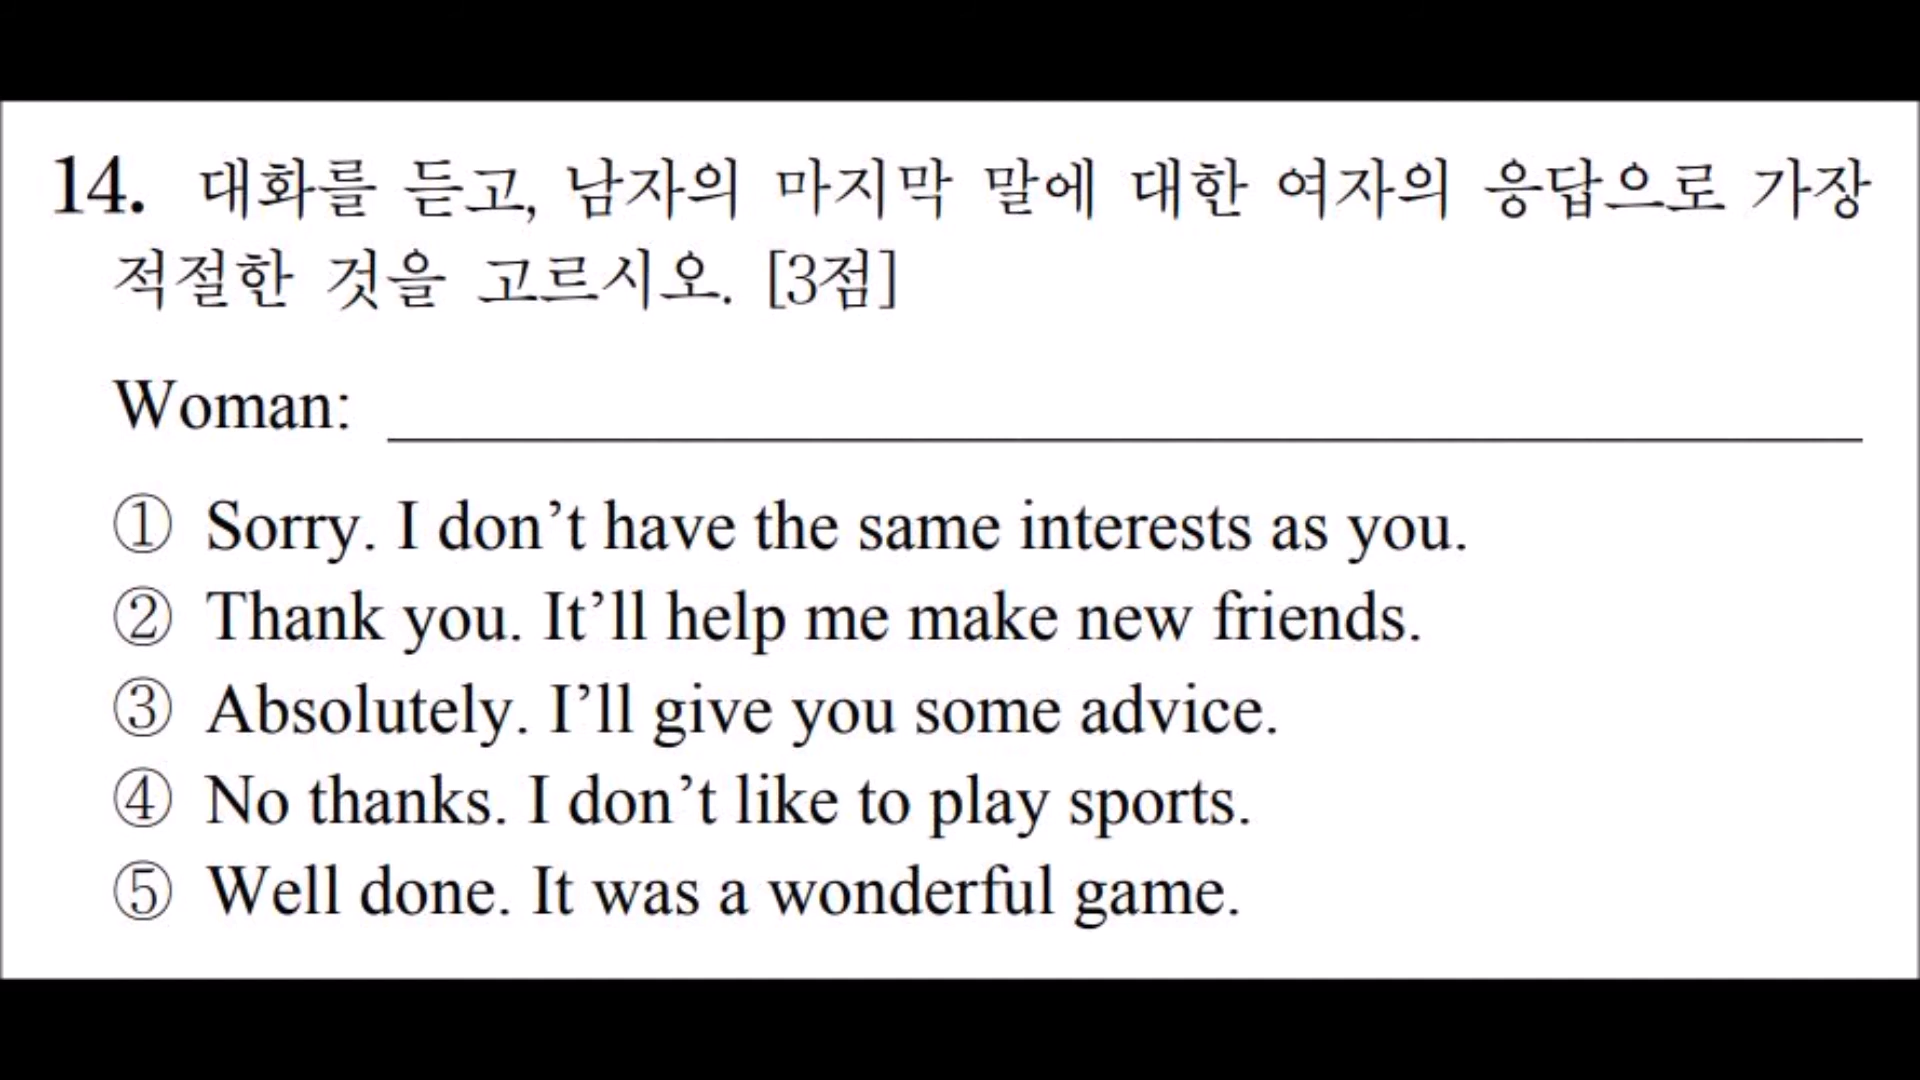 14. 대화를 듣고, 남자의 마지막 말에 대한 여자의 응답으로 가장
적절한 것을 고르시오. [3점]
Woman:
① Sorry. I don’t have the same interests as you.
② Thank you. It’ll help me make new friends.
③ Absolutely. I’ll give you some advice.
④ No thanks. I don’t like to play sports.
⑤ Well done. It was a wonderful game.